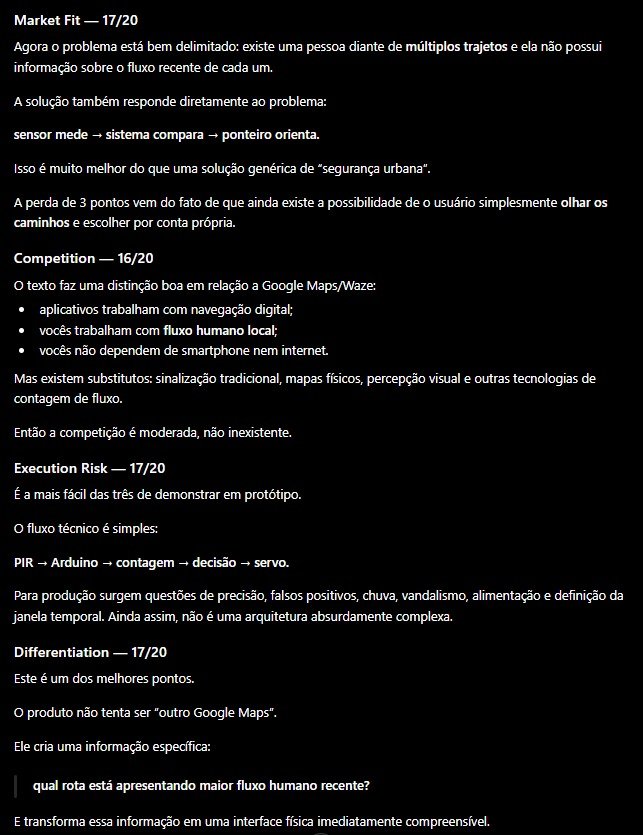 Market Fit — 17/20
Agora o problema está bem delimitado: existe uma pessoa diante de múltiplos trajetos e ela não possui
informação sobre o fluxo recente de cada um.
A solução também responde diretamente ao problema:
sensor mede → sistema compara → ponteiro orienta.
Isso é muito melhor do que uma solução genérica de “segurança urbana”.
A perda de 3 pontos vem do fato de que ainda existe a possibilidade de o usuário simplesmente olhar os
caminhos e escolher por conta própria.
Competition — 16/20
O texto faz uma distinção boa em relação a Google Maps/Waze:
• aplicativos trabalham com navegação digital;
• vocês trabalham com fluxo humano local;
• vocês não dependem de smartphone nem internet.
Mas existem substitutos: sinalização tradicional, mapas físicos, percepção visual e outras tecnologias de
contagem de fluxo.
Então a competição é moderada, não inexistente.
Execution Risk — 17/20
É a mais fácil das três de demonstrar em protótipo.
O fluxo técnico é simples:
PIR → Arduino → contagem → decisão → servo.
Para produção surgem questões de precisão, falsos positivos, chuva, vandalismo, alimentação e definição da
janela temporal. Ainda assim, não é uma arquitetura absurdamente complexa.
Differentiation — 17/20
Este é um dos melhores pontos.
O produto não tenta ser “outro Google Maps”.
Ele cria uma informação específica:
qual rota está apresentando maior fluxo humano recente?
E transforma essa informação em uma interface física imediatamente compreensível.